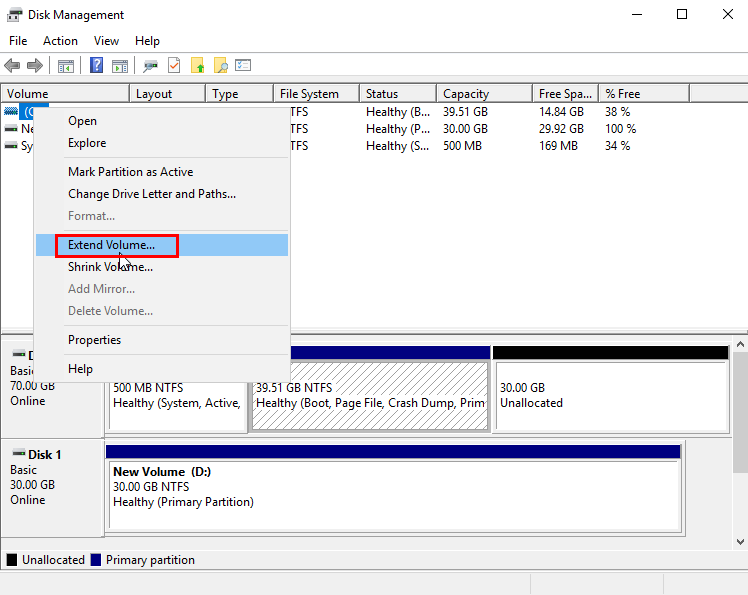 Disk Management
File Action View Help
Volume Layout Type File System Status Capacity Free Spa... % Free
(C TFS Healthy (B... 39.51 GB 14.84 GB 38 %
Ne TFS Healthy (P... 30.00 GB 29.92 GB 100 %
Sy TFS Healthy (S... 500 MB 169 MB 34 %
Open
Explore
Mark Partition as Active
Change Drive Letter and Paths...
Format...
Extend Volume...
Shrink Volume...
Add Mirror...
Delete Volume...
Properties
Help
Basi
70.00 GB
Online
500 MB NTFS
Healthy (System, Active,
39.51 GB NTFS
Healthy (Boot, Page File, Crash Dump, Prim
30.00 GB
Unallocated
Disk 1
Basic
30.00 GB
Online
New Volume (D:)
30.00 GB NTFS
Healthy (Primary Partition)
Unallocated Primary partition